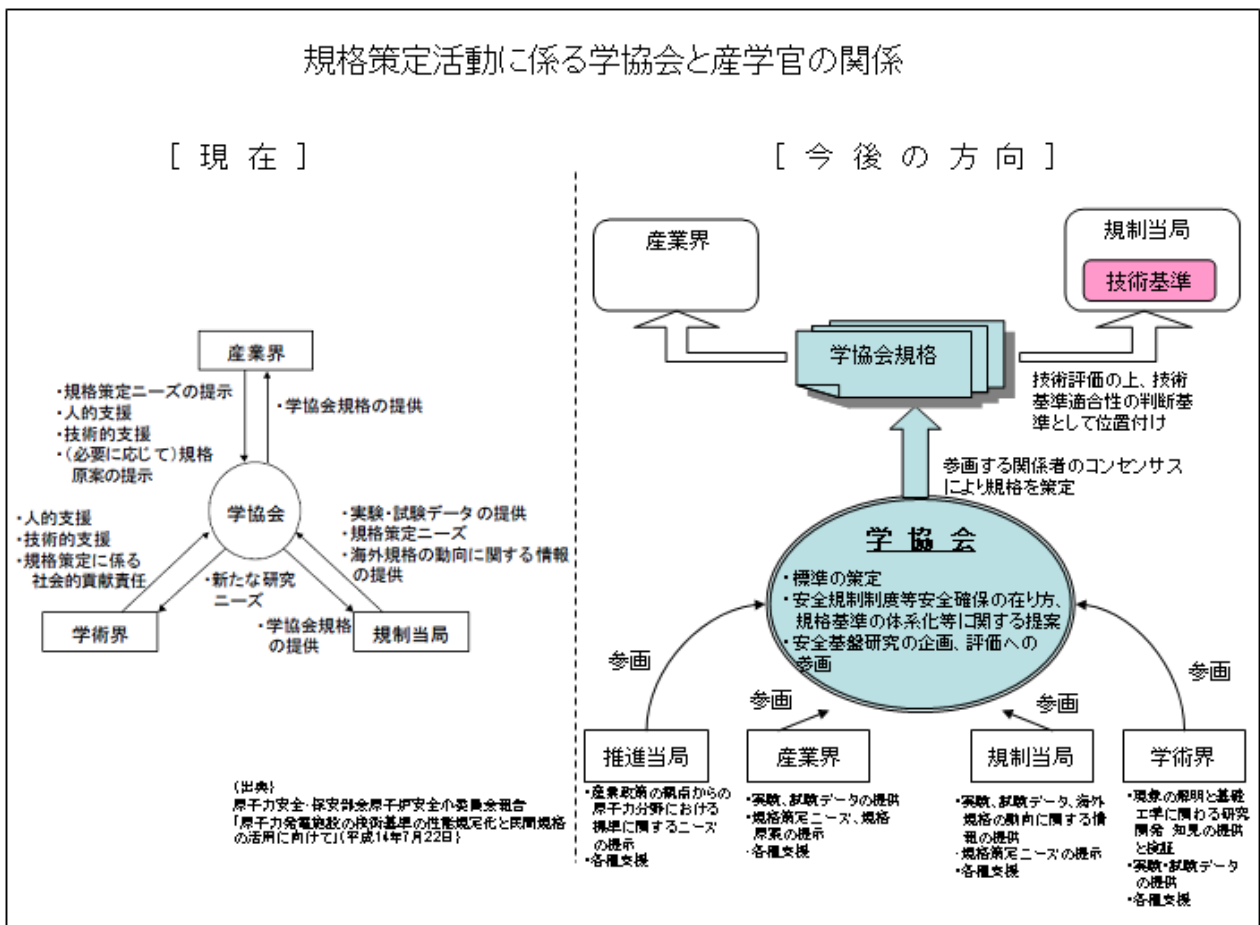 規格策定活動に係る学協会と産学官の関係
［ 現 在 ］
産業界
・規格策定ニーズの提示
・人的支援
・技術的支援
・(必要に応じて)規格
原案の提示
・学協会規格の提供
学協会
・人的支援
・技術的支援
・規格策定に係る
社会的貢献責任
・実験・試験データの提供
・規格策定ニーズ
・海外規格の動向に関する情報
の提供
・新たな研究
ニーズ
・学協会規格
の提供
学術界
規制当局
(出典)
原子力安全・保安部会原子炉安全小委員会報告
「原子力発電施設の技術基準の性能規定化と民間規格
の活用に向けて」(平成14年7月22日)
［ 今 後 の 方 向 ］
産業界
規制当局
技術基準
学協会規格
技術評価の上、技術
基準適合性の判断基
準として位置付け
参画する関係者のコンセンサス
により規格を策定
学 協 会
・標準の策定
・安全規制制度等安全確保の在り方、
規格基準の体系化等に関する提案
・安全基盤研究の企画、評価への
参画
参画
参画
参画
参画
推進当局
・産業政策の観点からの
原子力分野における
標準に関するニーズ
の提示
・各種支援
産業界
・実験、試験データの提供
・規格策定ニーズ、規格
原案の提示
・各種支援
規制当局
・実験、試験データ、海外
規格の動向に関する情
報の提供
・規格策定ニーズの提示
・各種支援
学術界
・現象の解明と基礎
工学に関わる研究
開発 知見の提供
と検証
・実験・試験データ
の提供
・各種支援